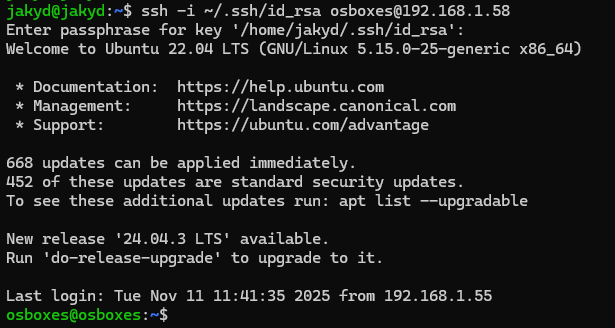 jakyd@jakyd:~$ ssh -i ~/.ssh/id_rsa osboxes@192.168.1.58
Enter passphrase for key '/home/jakyd/.ssh/id_rsa':
Welcome to Ubuntu 22.04 LTS (GNU/Linux 5.15.0-25-generic x86_64)

 * Documentation:  https://help.ubuntu.com
 * Management:     https://landscape.canonical.com
 * Support:        https://ubuntu.com/advantage

668 updates can be applied immediately.
452 of these updates are standard security updates.
To see these additional updates run: apt list --upgradable

New release '24.04.3 LTS' available.
Run 'do-release-upgrade' to upgrade to it.

Last login: Tue Nov 11 11:41:35 2025 from 192.168.1.55
osboxes@osboxes:~$